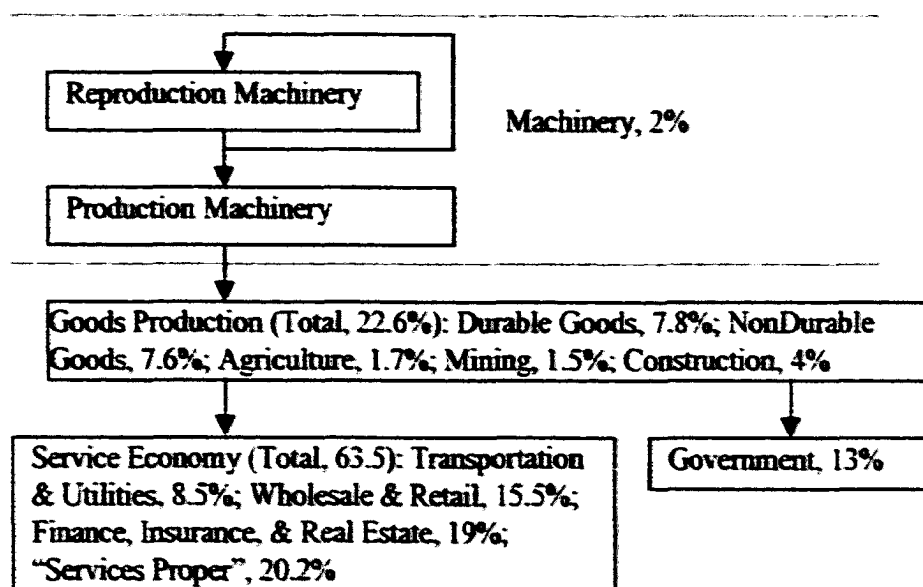 Reproduction Machinery
Machinery, 2%
Production Machinery
Goods Production (Total, 22.6%): Durable Goods, 7.8%; NonDurable
Goods, 7.6%; Agriculture, 1.7%; Mining, 1.5%; Construction, 4%
Service Economy (Total, 63.5): Transportation
& Utilities, 8.5%; Wholesale & Retail, 15.5%;
Finance, Insurance, & Real Estate, 19%;
"Services Proper", 20.2%
Government, 13%